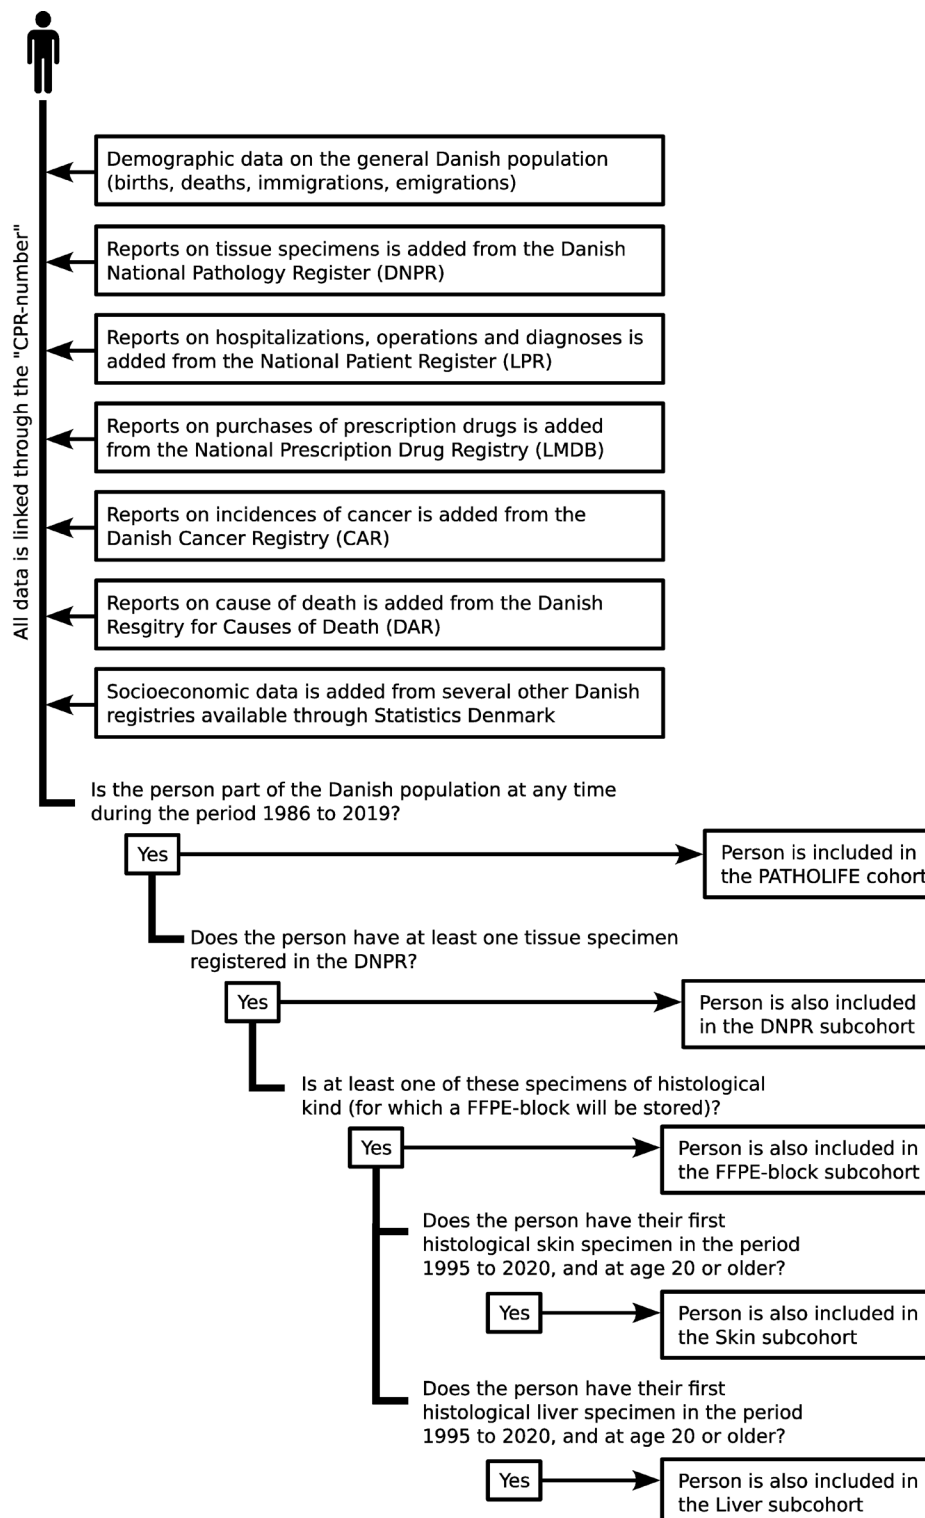 All data is linked through the "CPR-number"
Demographic data on the general Danish population
(births, deaths, immigrations, emigrations)
Reports on tissue specimens is added from the Danish
National Pathology Register (DNPR)
Reports on hospitalizations, operations and diagnoses is
added from the National Patient Register (LPR)
Reports on purchases of prescription drugs is added
from the National Prescription Drug Registry (LMDB)
Reports on incidences of cancer is added from the
Danish Cancer Registry (CAR)
Reports on cause of death is added from the Danish
Resgitry for Causes of Death (DAR)
Socioeconomic data is added from several other Danish
registries available through Statistics Denmark
Is the person part of the Danish population at any time
during the period 1986 to 2019?
Yes
Person is included in
the PATHOLIFE cohort
Does the person have at least one tissue specimen
registered in the DNPR?
Yes
Person is also included
in the DNPR subcohort
Is at least one of these specimens of histological
kind (for which a FFPE-block will be stored)?
Yes
Person is also included in
the FFPE-block subcohort
Does the person have their first
histological skin specimen in the period
1995 to 2020, and at age 20 or older?
Yes
Person is also included in
the Skin subcohort
Does the person have their first
histological liver specimen in the period
1995 to 2020, and at age 20 or older?
Yes
Person is also included in
the Liver subcohort